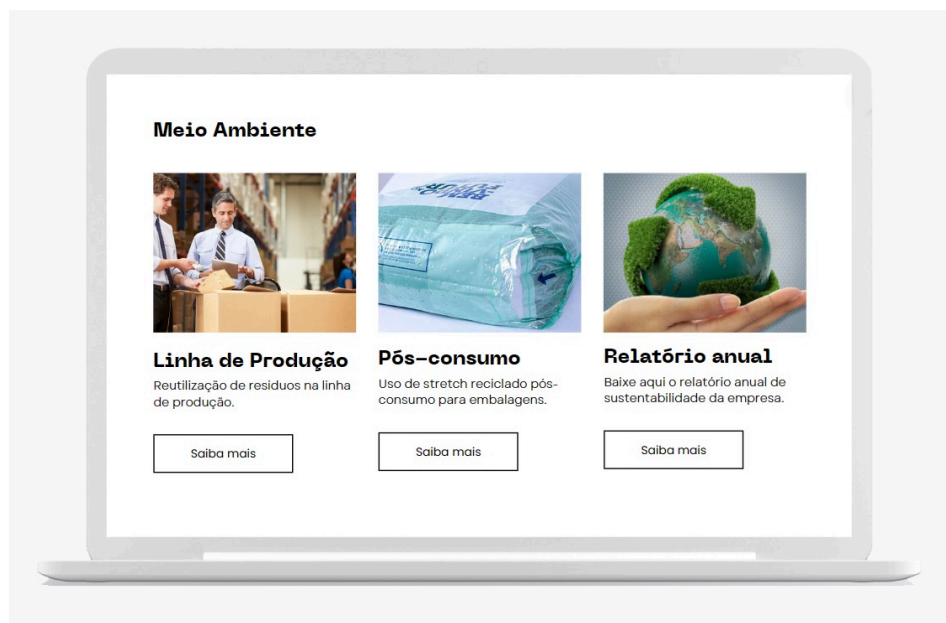 Meio Ambiente
Linha de Produção
Reutilização de residuos na linha
de produção.
Saiba mais
Pós-consumo
Uso de stretch reciclado pós-
consumo para embalagens.
Saiba mais
Relatório anual
Baixe aqui o relatório anual de
sustentabilidade da empresa.
Saiba mais